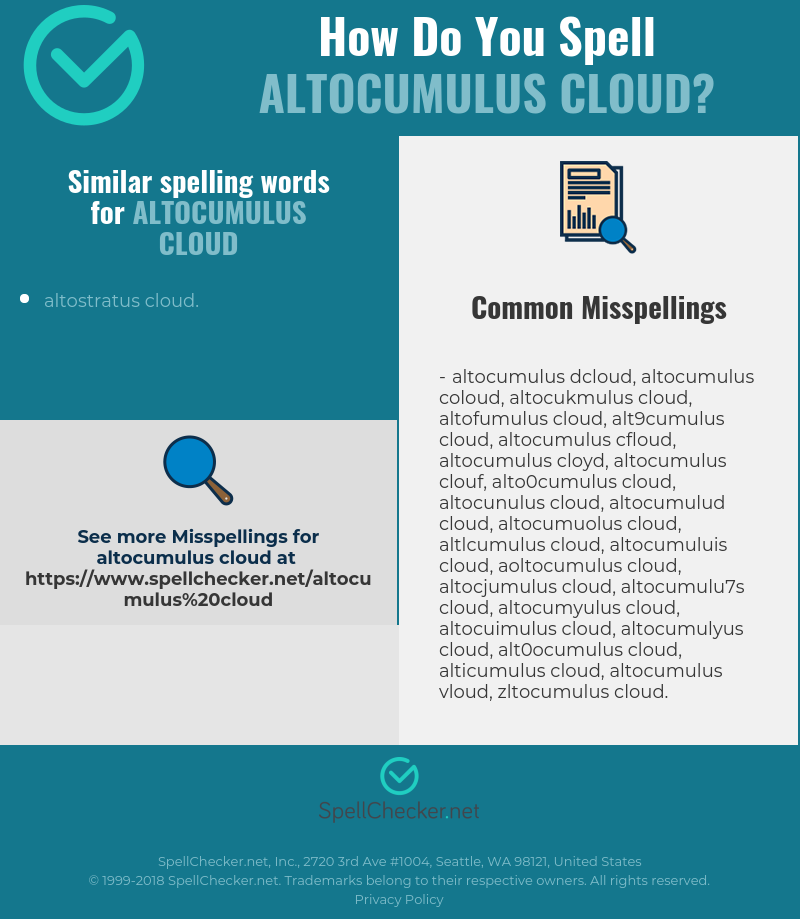 How Do You Spell
ALTOCUMULUS CLOUD?
Similar spelling words
for ALTOCUMULUS
CLOUD
altostratus cloud.
See more Misspellings for
altocumulus cloud at
https://www.spellchecker.net/altocu
mulus%20cloud
Common Misspellings
- altocumulus dcloud, altocumulus
coloud, altocukmulus cloud,
altofumulus cloud, alt9cumulus
cloud, altocumulus cfloud,
altocumulus cloyd, altocumulus
clouf, alto0cumulus cloud,
altocunulus cloud, altocumulud
cloud, altocumuolus cloud,
altlcumulus cloud, altocumuluis
cloud, aoltocumulus cloud,
altocjumulus cloud, altocumulu7s
cloud, altocumyulus cloud,
altocuimulus cloud, altocumulyus
cloud, alt0ocumulus cloud,
alticumulus cloud, altocumulus
vloud, zltocumulus cloud.
SpellChecker.net
SpellChecker.net, Inc., 2720 3rd Ave #1004, Seattle, WA 98121, United States
© 1999-2018 SpellChecker.net. Trademarks belong to their respective owners. All rights reserved.
Privacy Policy